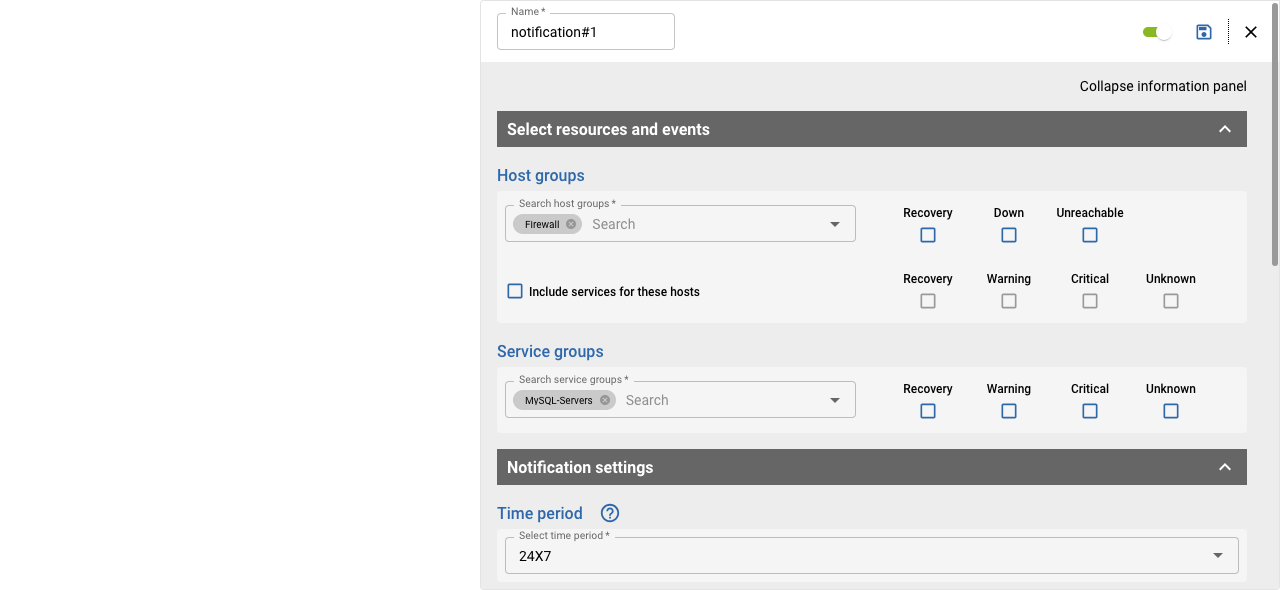 Name *
notification#1
Collapse information panel
Select resources and events
Host groups
Search host groups *
Firewall Search
Recovery Down Unreachable
Include services for these hosts
Recovery Warning Critical Unknown
Service groups
Search service groups *
MySQL-Servers Search
Recovery Warning Critical Unknown
Notification settings
Time period ?
Select time period *
24X7